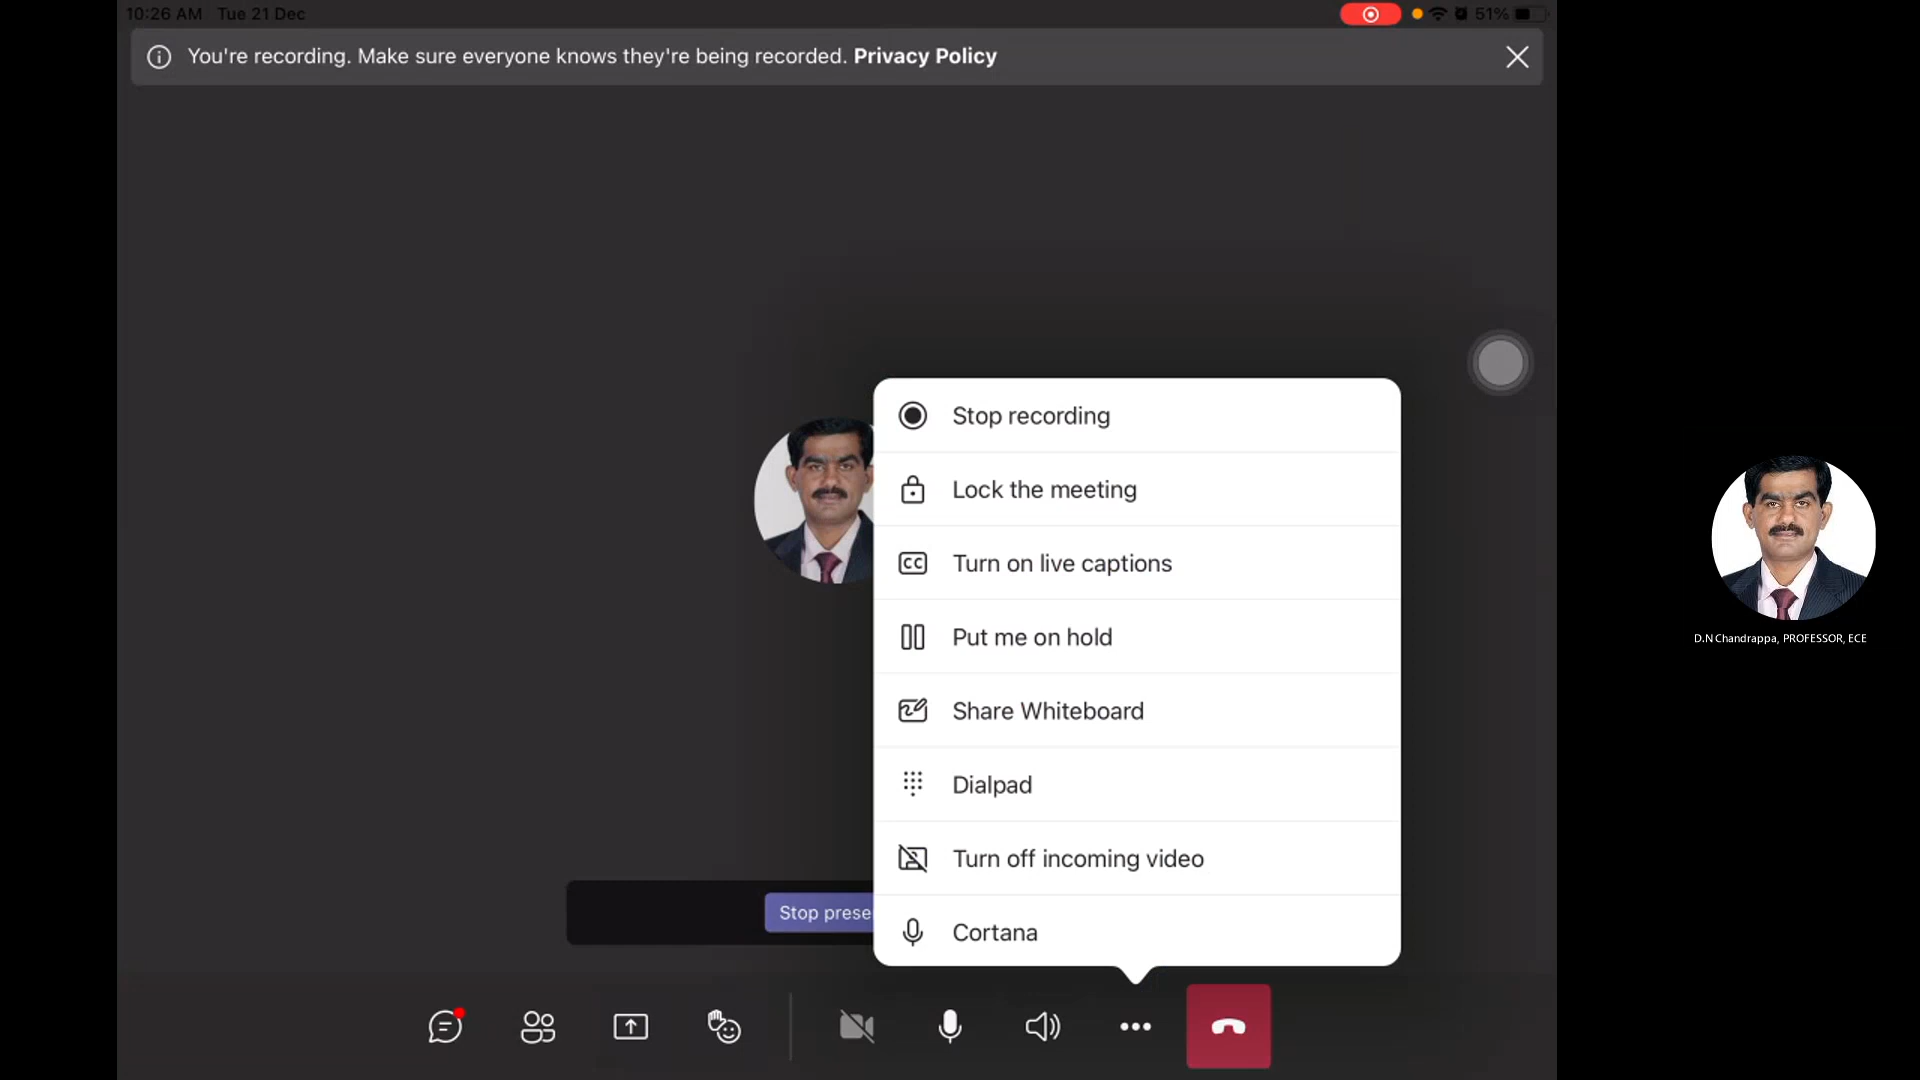 10:26 AM Tue 21 Dec
51%
You're recording. Make sure everyone knows they're being recorded. Privacy Policy
Stop recording
Lock the meeting
CC Turn on live captions
Put me on hold
Share Whiteboard
Dialpad
Turn off incoming video
Cortana
Stop prese
D.N Chandrappa, PROFESSOR, ECE